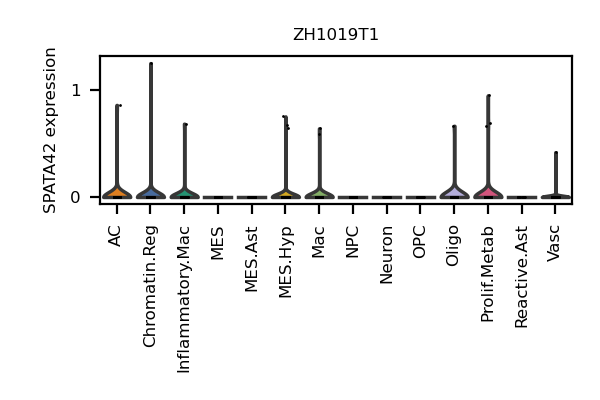 ZH1019T1
SPATA42 expression
1
0
AC
Chromatin.Reg
Inflammatory.Mac
MES
MES.Ast
MES.Hyp
Mac
NPC
Neuron
OPC
Oligo
Prolif.Metab
Reactive.Ast
Vasc